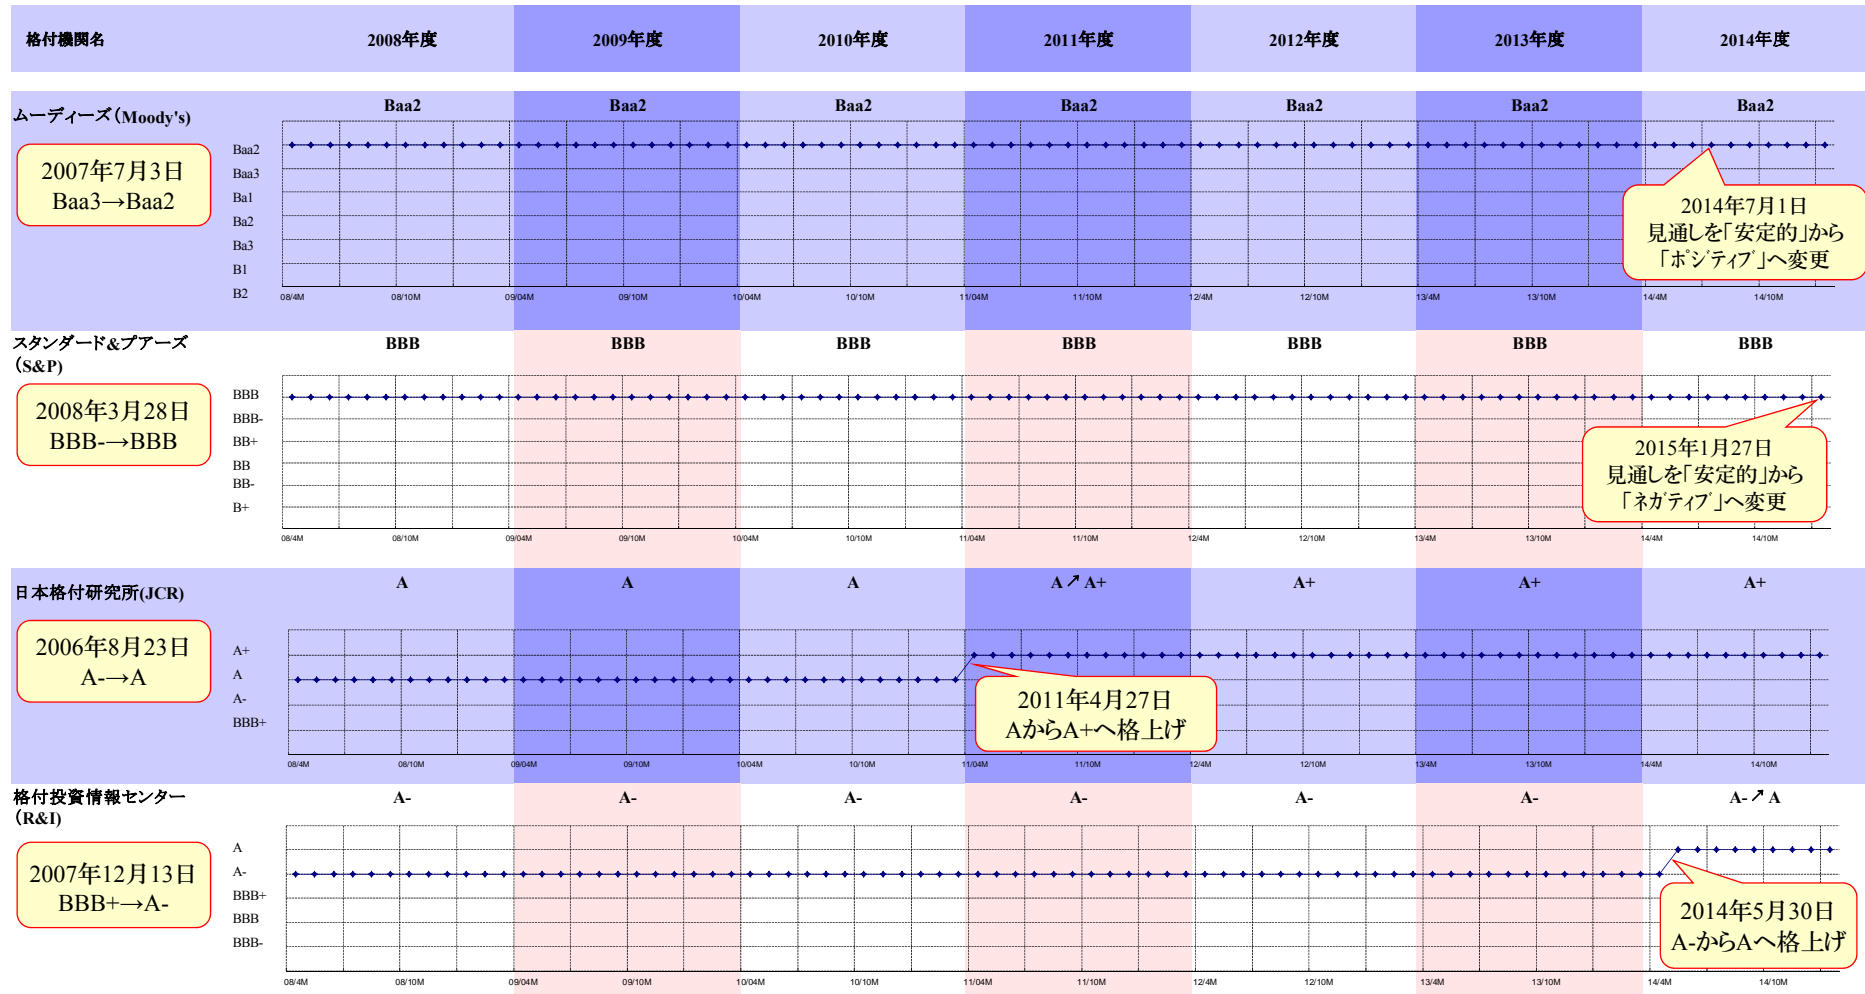 格付機関名 2008年度 2009年度 2010年度 2011年度 2012年度 2013年度 2014年度
ムーディーズ(Moody's)
Baa2 Baa2 Baa2 Baa2 Baa2 Baa2 Baa2
2007年7月3日
Baa3→Baa2
Baa2
Baa3
Ba1
Ba2
Ba3
B1
B2
2014年7月1日
見通しを「安定的」から
「ポジティブ」へ変更
08/4M 08/10M 09/04M 09/10M 10/04M 10/10M 11/04M 11/10M 12/4M 12/10M 13/4M 13/10M 14/4M 14/10M
スタンダード&プアーズ
(S&P)
BBB BBB BBB BBB BBB BBB BBB
2008年3月28日
BBB-→BBB
BBB
BBB-
BB+
BB
BB-
B+
2015年1月27日
見通しを「安定的」から
「ネガティブ」へ変更
08/4M 08/10M 09/04M 09/10M 10/04M 10/10M 11/04M 11/10M 12/4M 12/10M 13/4M 13/10M 14/4M 14/10M
日本格付研究所(JCR)
A A A A↗A+ A+ A+ A+
2006年8月23日
A-→A
A+
A
A-
BBB+
2011年4月27日
AからA+へ格上げ
08/4M 08/10M 09/04M 09/10M 10/04M 10/10M 11/04M 11/10M 12/4M 12/10M 13/4M 13/10M 14/4M 14/10M
格付投資情報センター
(R&I)
A- A- A- A- A- A- A-↗A
2007年12月13日
BBB+→A-
A
A-
BBB+
BBB
BBB-
2014年5月30日
A-からAへ格上げ
08/4M 08/10M 09/04M 09/10M 10/04M 10/10M 11/04M 11/10M 12/4M 12/10M 13/4M 13/10M 14/4M 14/10M